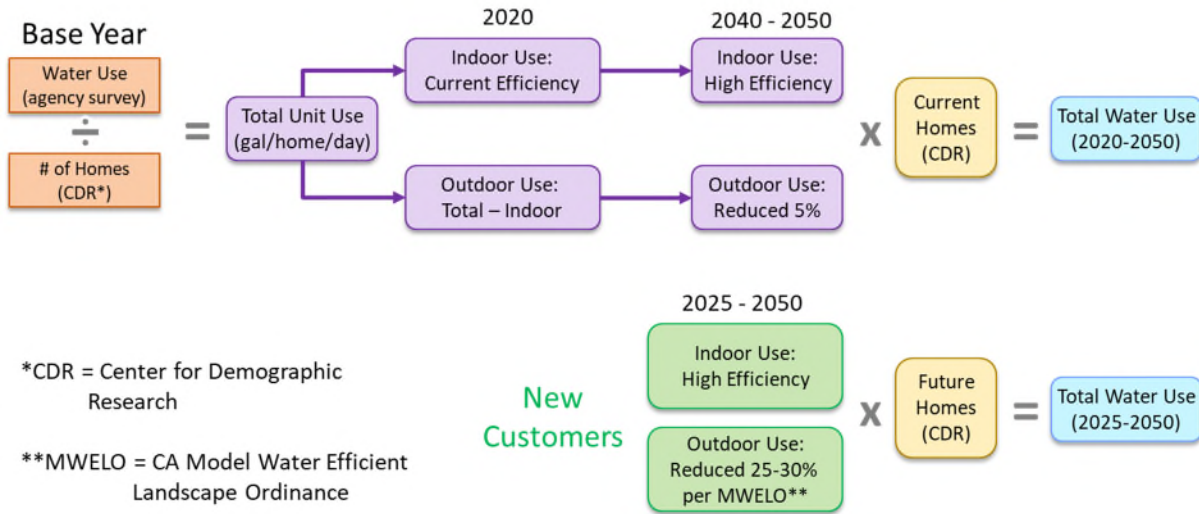 Base Year
Water Use
(agency survey)
÷
# of Homes
(CDR*)
=
Total Unit Use
(gal/home/day)
2020
Indoor Use:
Current Efficiency
Outdoor Use:
Total – Indoor
2040 - 2050
Indoor Use:
High Efficiency
Outdoor Use:
Reduced 5%
x
Current
Homes
(CDR)
=
Total Water Use
(2020-2050)
*CDR = Center for Demographic
Research
**MWELO = CA Model Water Efficient
Landscape Ordinance
New
Customers
2025 - 2050
Indoor Use:
High Efficiency
Outdoor Use:
Reduced 25-30%
per MWELO**
x
Future
Homes
(CDR)
=
Total Water Use
(2025-2050)